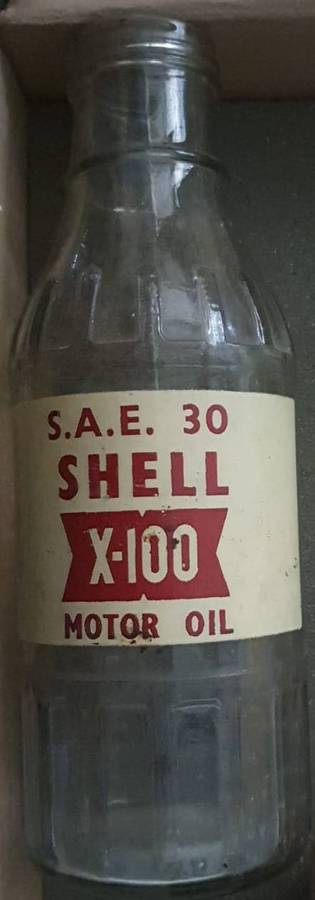 S.A.E. 30
SHELL
X-100
MOTOR OIL